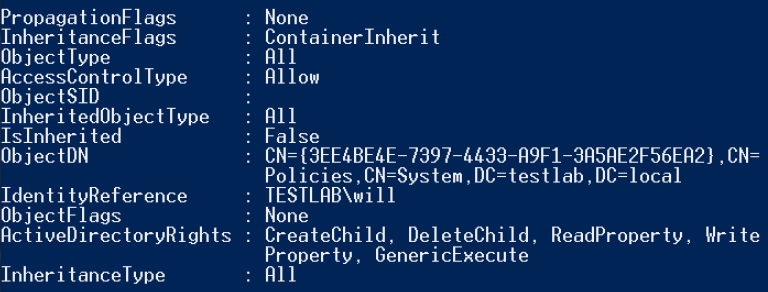 PropagationFlags : None
InheritanceFlags : ContainerInherit
ObjectType : All
AccessControlType : Allow
ObjectSID :
InheritedObjectType : All
IsInherited : False
ObjectDN : CN={3EE4BE4E-7397-4433-A9F1-3A5AE2F56EA2},CN=
Policies,CN=System,DC=testlab,DC=local
IdentityReference : TESTLAB\will
ObjectFlags : None
ActiveDirectoryRights : CreateChild, DeleteChild, ReadProperty, Write
Property, GenericExecute
InheritanceType : All